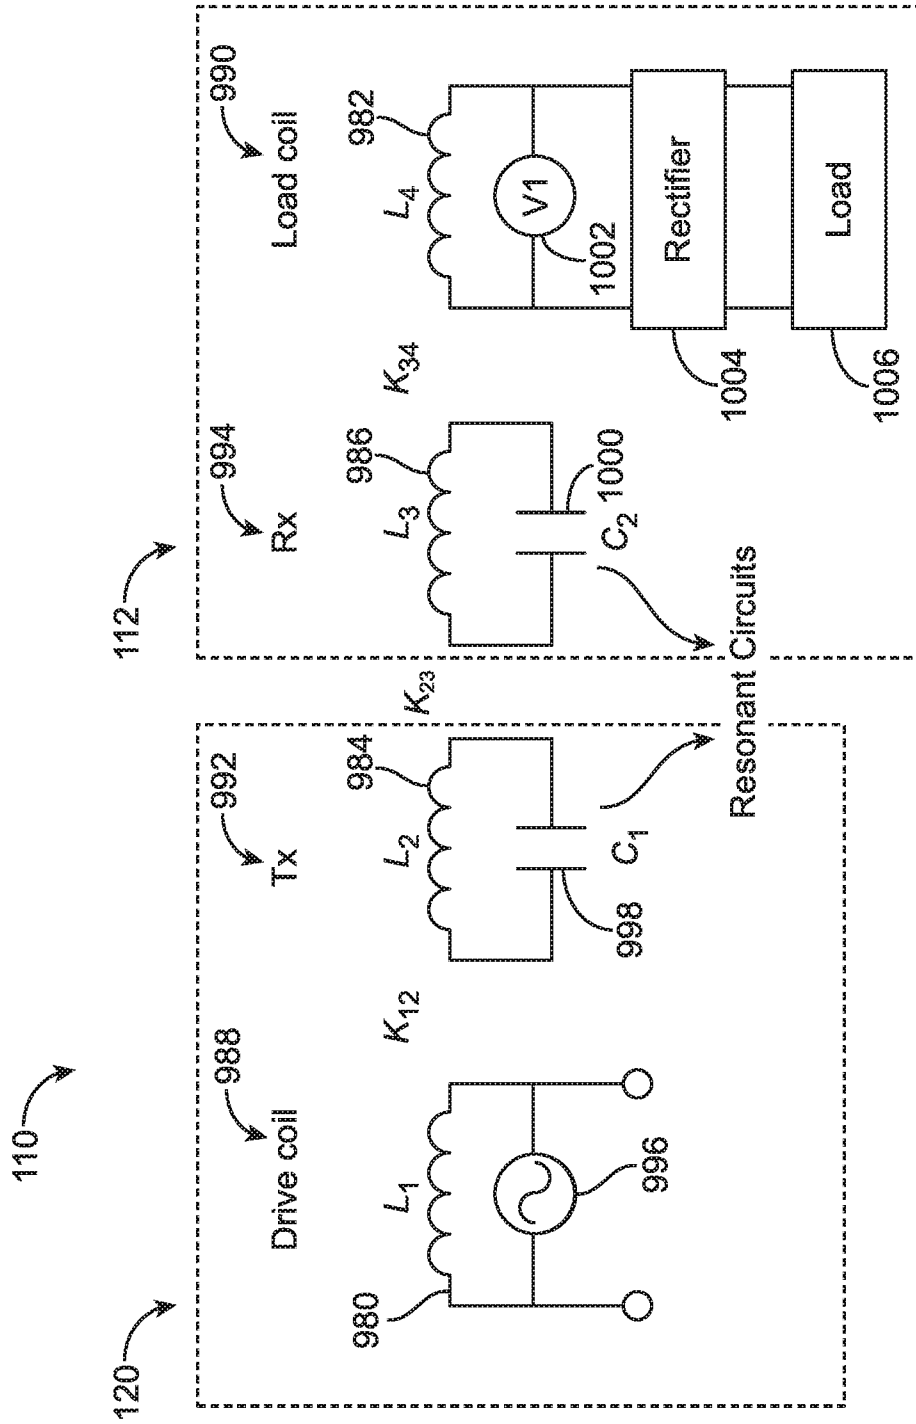 110
120
112
988
992
994
990
Drive coil
Tx
Rx
Load coil
980
L1
K12
L2
984
K23
L3
986
K34
L4
982
996
998
C1
C2
1000
V1
1002
Resonant Circuits
1004
Rectifier
1006
Load